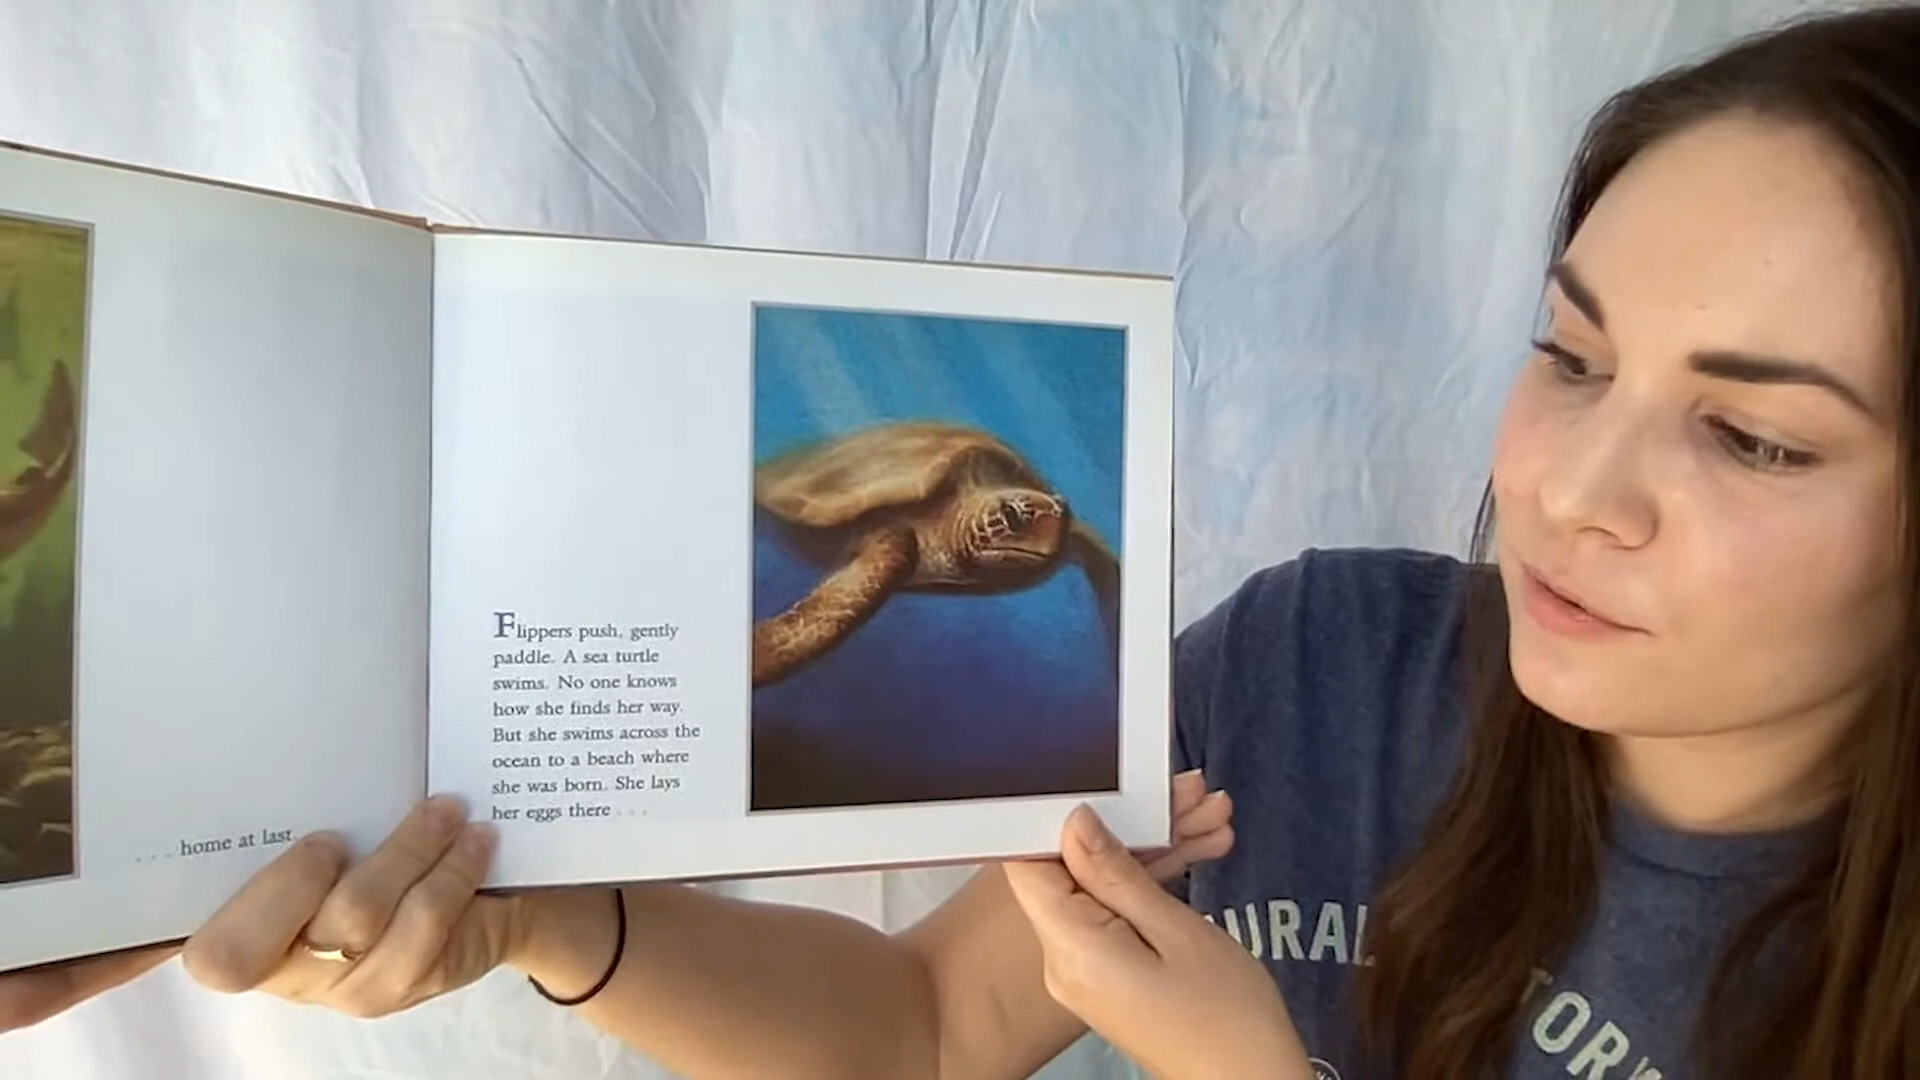 . . . home at last.
Flippers push, gently
paddle. A sea turtle
swims. No one knows
how she finds her way.
But she swims across the
ocean to a beach where
she was born. She lays
her eggs there . . .
URAL
TORY